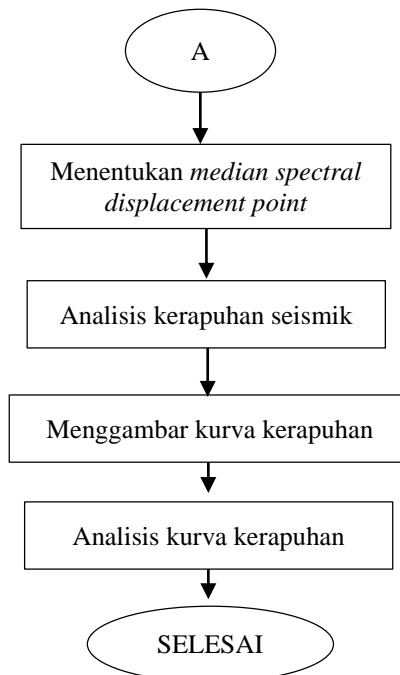 A
Menentukan median spectral
displacement point
Analisis kerapuhan seismik
Menggambar kurva kerapuhan
Analisis kurva kerapuhan
SELESAI